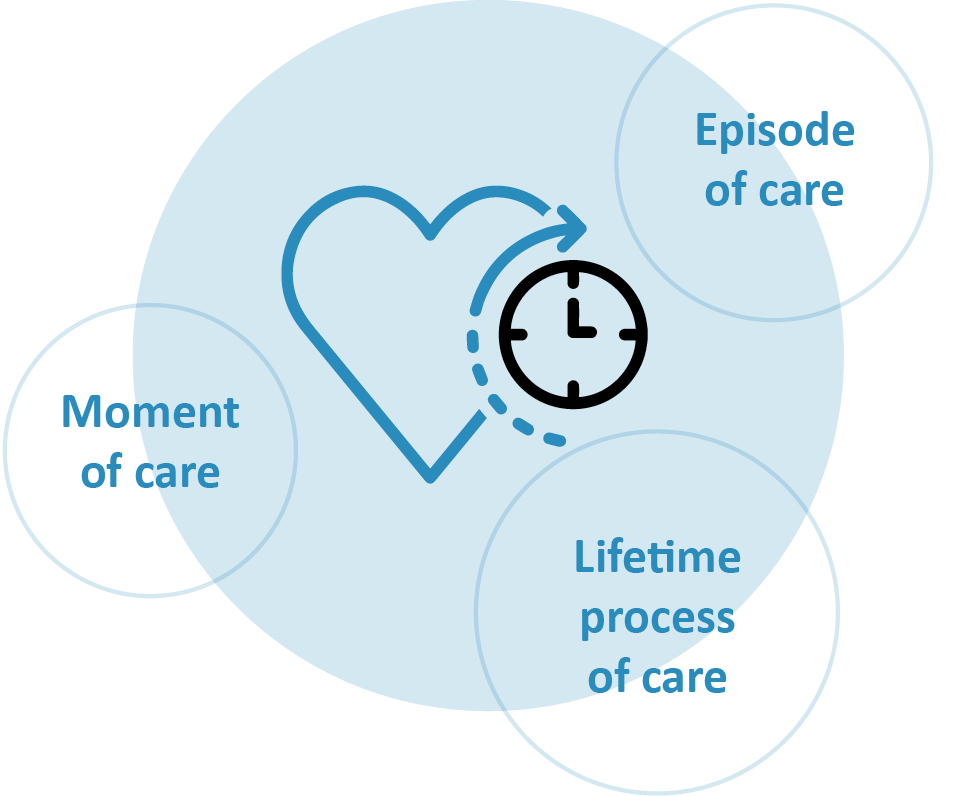 Episode
of care
Moment
of care
Lifetime
process
of care